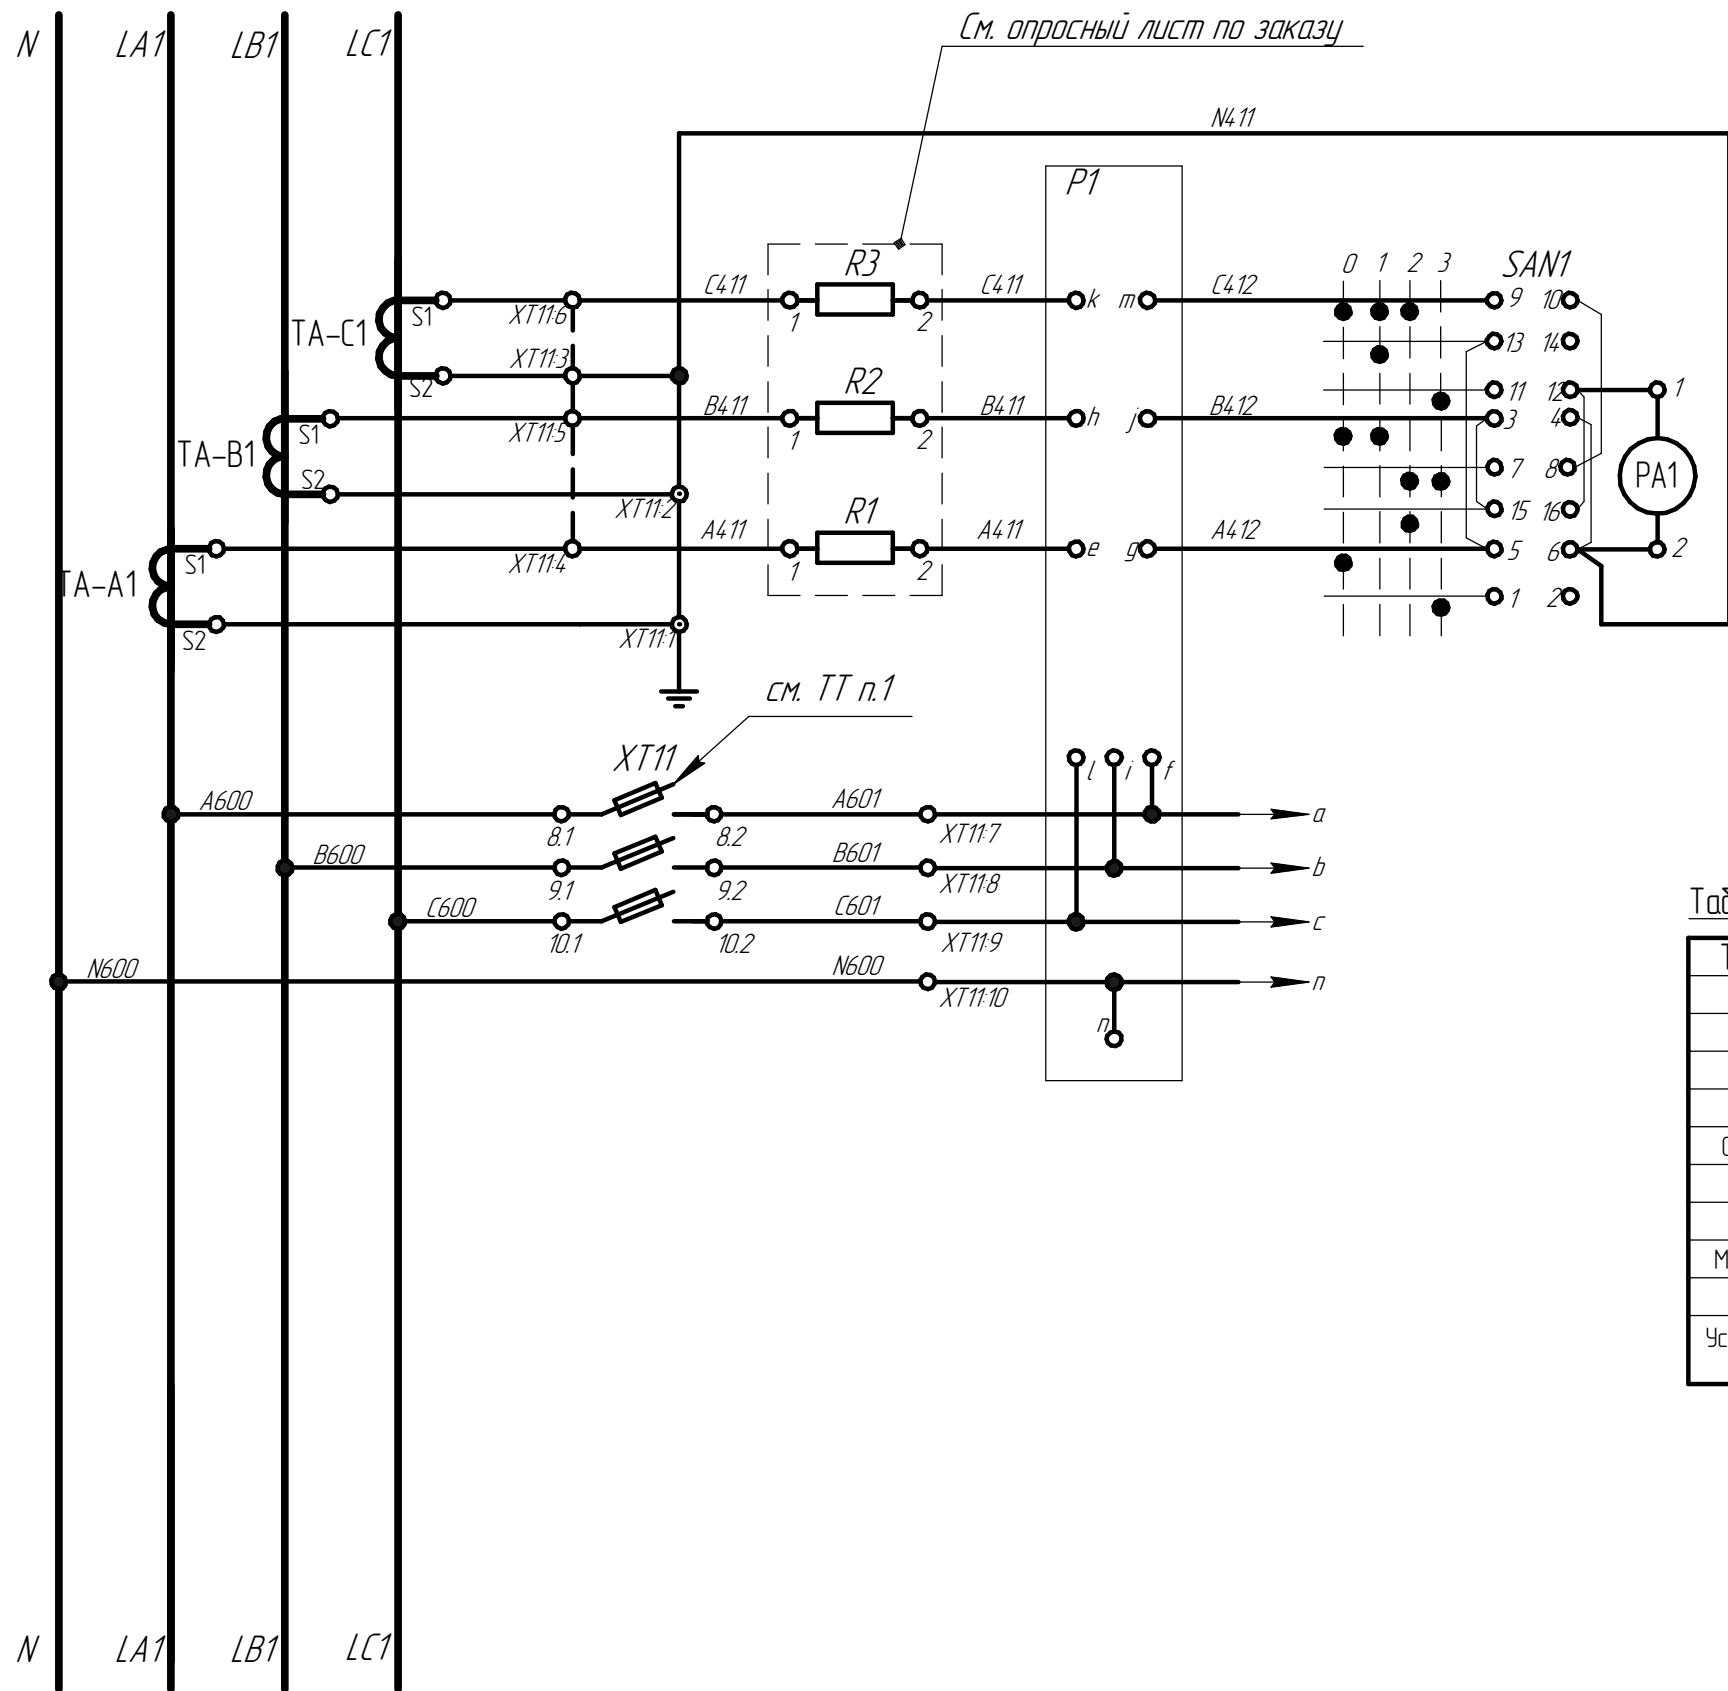 См. опросный лист по заказу
N LA1 LB1 LC1
N411
P1
0 1 2 3 SAN1
R3
C411 C411 k m C412 9 10
TA-C1 S1 XT11:6 1 2
13 14
XT11:3
S2
R2
11 12 1
B411 B411 h j B412 3 4
TA-B1 S1 XT11:5 1 2
7 8 PA1
S2 XT11:2
R1
15 16
A411 A411 e g A412 5 6 2
TA-A1 S1 XT11:4 1 2
1 2
S2 XT11:1
см. ТТ п.1
XT11
l i f
A600 A601 a
8.1 8.2 XT11:7
B600 B601 b
9.1 9.2 XT11:8
C600 C601 c
10.1 10.2 XT11:9
N600 N600 n
XT11:10
n
N LA1 LB1 LC1